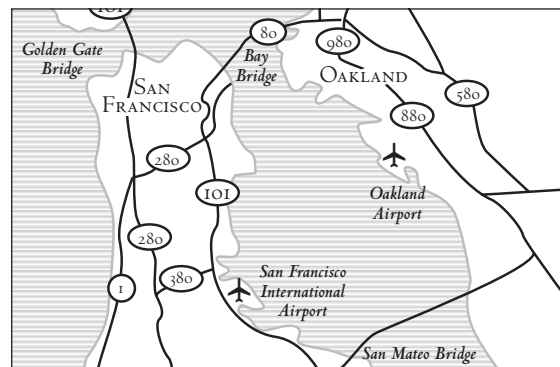 101
Golden Gate
Bridge
80
Bay
Bridge
980
OAKLAND
580
880
SAN
FRANCISCO
280
101
Oakland
Airport
280
380
1
San Francisco
International
Airport
San Mateo Bridge